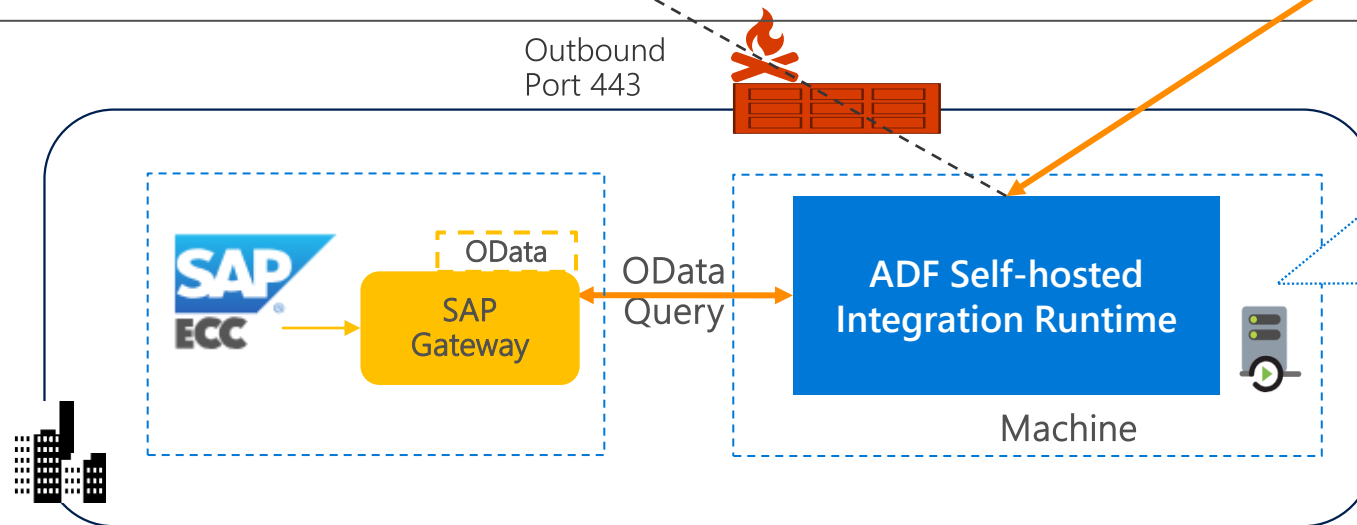 Outbound
Port 443
SAP
®
ECC
OData
SAP
Gateway
OData
Query
ADF Self-hosted
Integration Runtime
Machine